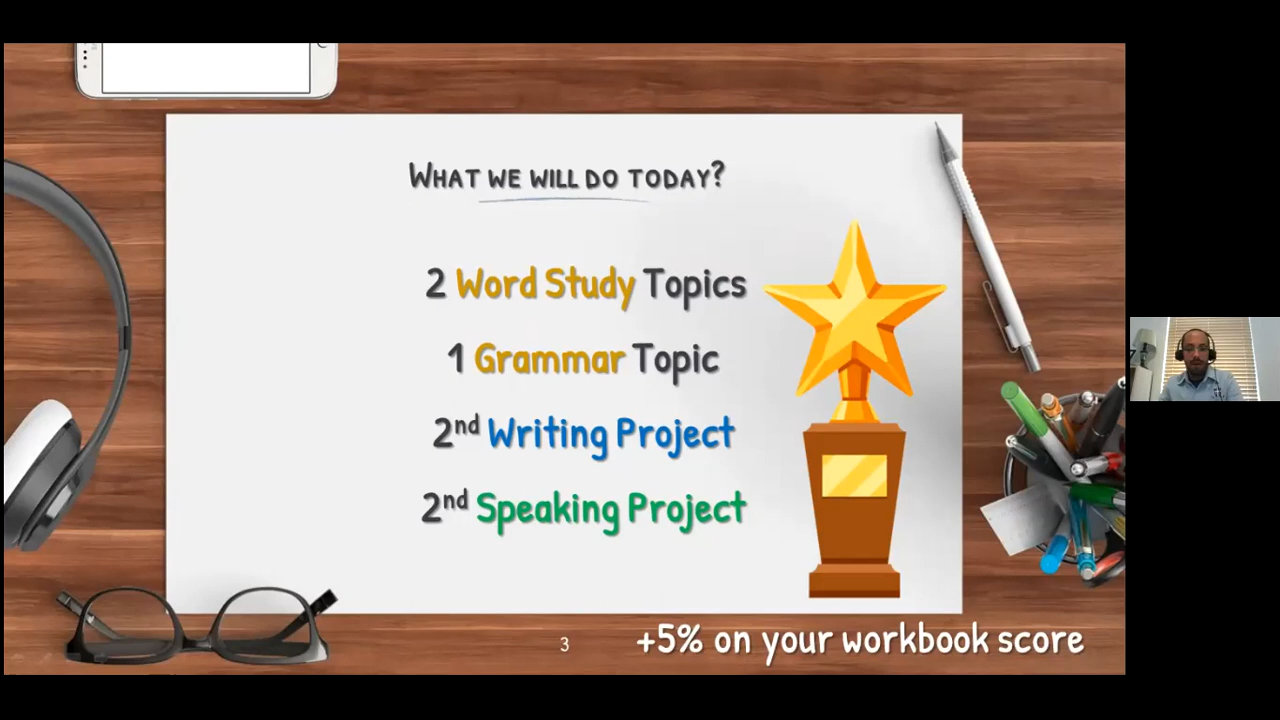 What we will do today?
2 Word Study Topics
1 Grammar Topic
2nd Writing Project
2nd Speaking Project
3
+5% on your workbook score